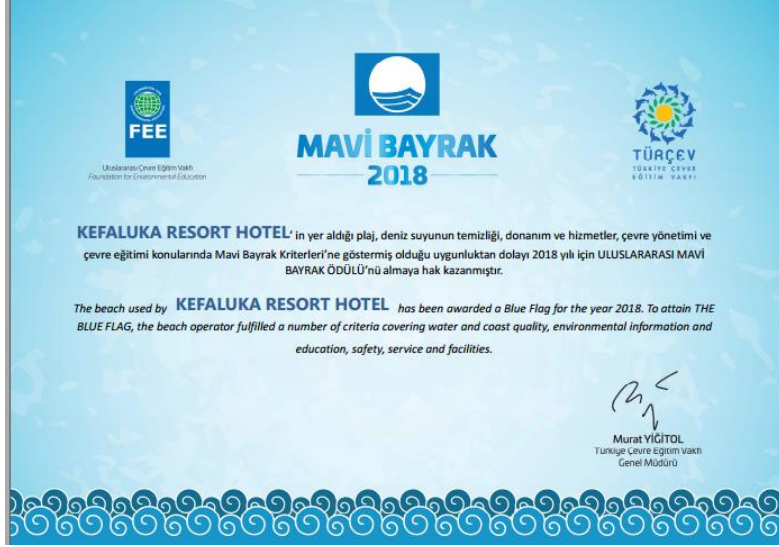 FEE
Uluslararası Çevre Eğitim Vakfı
Foundation for Environmental Education
MAVİ BAYRAK
2018
TÜRÇEV
TÜRKİYE ÇEVRE
EĞİTİM VAKFI
KEFALUKA RESORT HOTEL' in yer aldığı plaj, deniz suyunun temizliği, donanım ve hizmetler, çevre yönetimi ve
çevre eğitimi konularında Mavi Bayrak Kriterleri'ne göstermiş olduğu uygunluktan dolayı 2018 yılı için ULUSLARARASI MAVİ
BAYRAK ÖDÜLÜ'nü almaya hak kazanmıştır.
The beach used by KEFALUKA RESORT HOTEL has been awarded a Blue Flag for the year 2018. To attain THE
BLUE FLAG, the beach operator fulfilled a number of criteria covering water and coast quality, environmental information and
education, safety, service and facilities.
Murat YİĞİTOL
Türkiye Çevre Eğitim Vakfı
Genel Müdürü